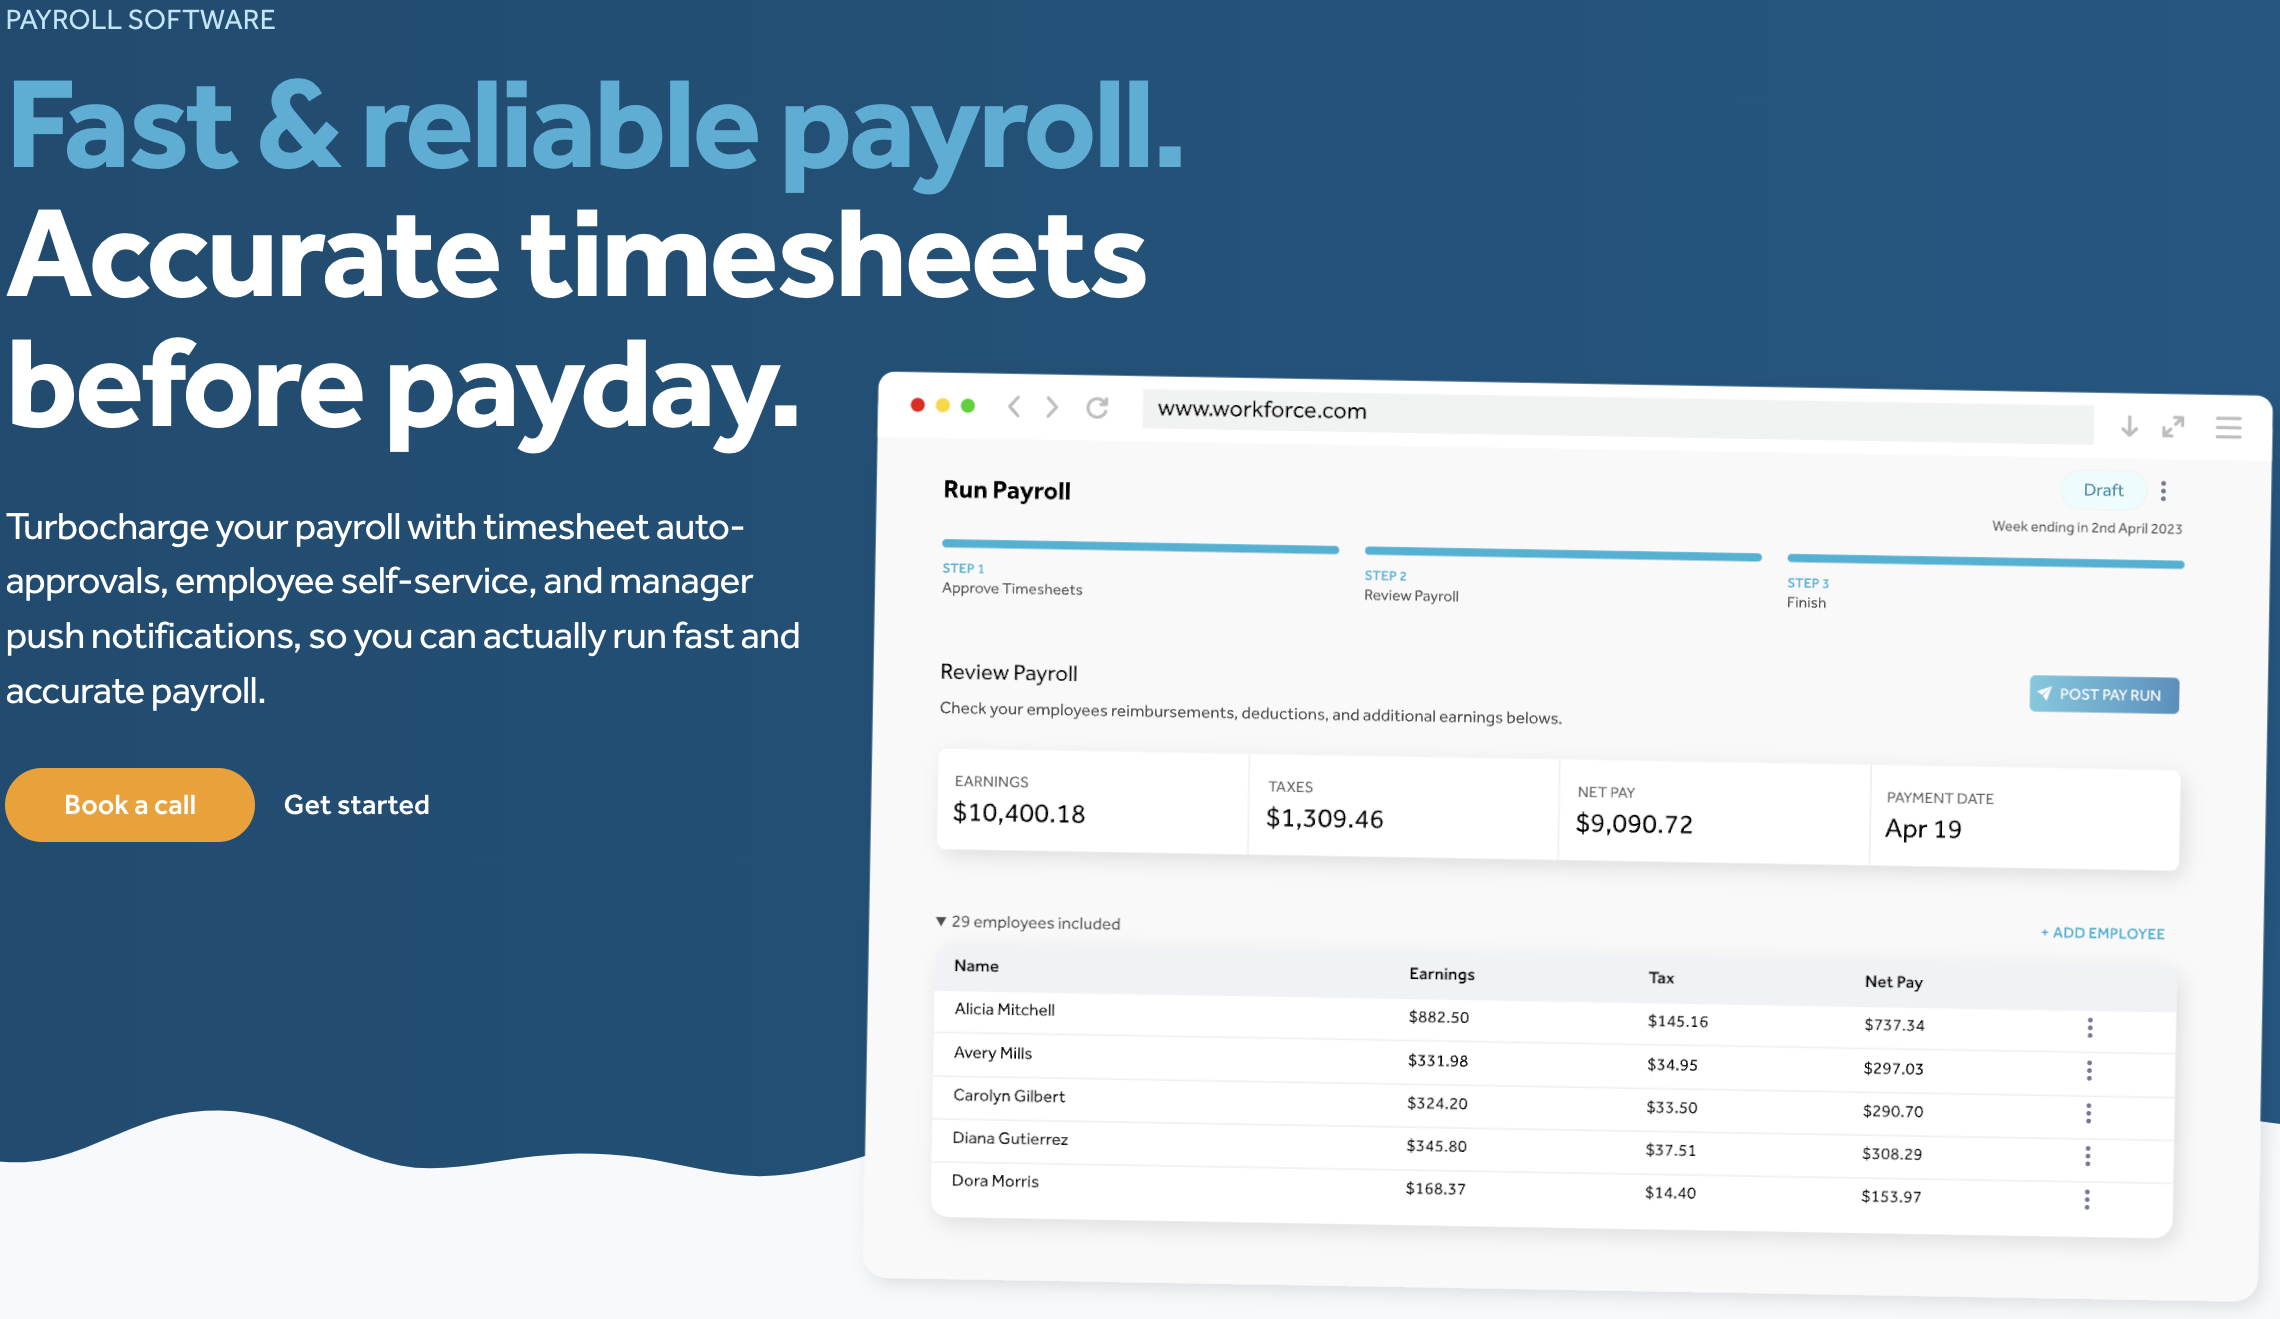 PAYROLL SOFTWARE
Fast & reliable payroll.
Accurate timesheets
before payday.
Turbocharge your payroll with timesheet auto-
approvals, employee self-service, and manager
push notifications, so you can actually run fast and
accurate payroll.
Book a call Get started
www.workforce.com
Run Payroll
Draft
Week ending in 2nd April 2023
STEP 1 STEP 2 STEP 3
Approve Timesheets Review Payroll Finish
Review Payroll
POST PAY RUN
Check your employees reimbursements, deductions, and additional earnings belows.
EARNINGS TAXES NET PAY PAYMENT DATE
$10,400.18 $1,309.46 $9,090.72 Apr 19
▼ 29 employees included
+ ADD EMPLOYEE
Name Earnings Tax Net Pay
Alicia Mitchell $882.50 $145.16 $737.34
Avery Mills $331.98 $34.95 $297.03
Carolyn Gilbert $324.20 $33.50 $290.70
Diana Gutierrez $345.80 $37.51 $308.29
Dora Morris $168.37 $14.40 $153.97